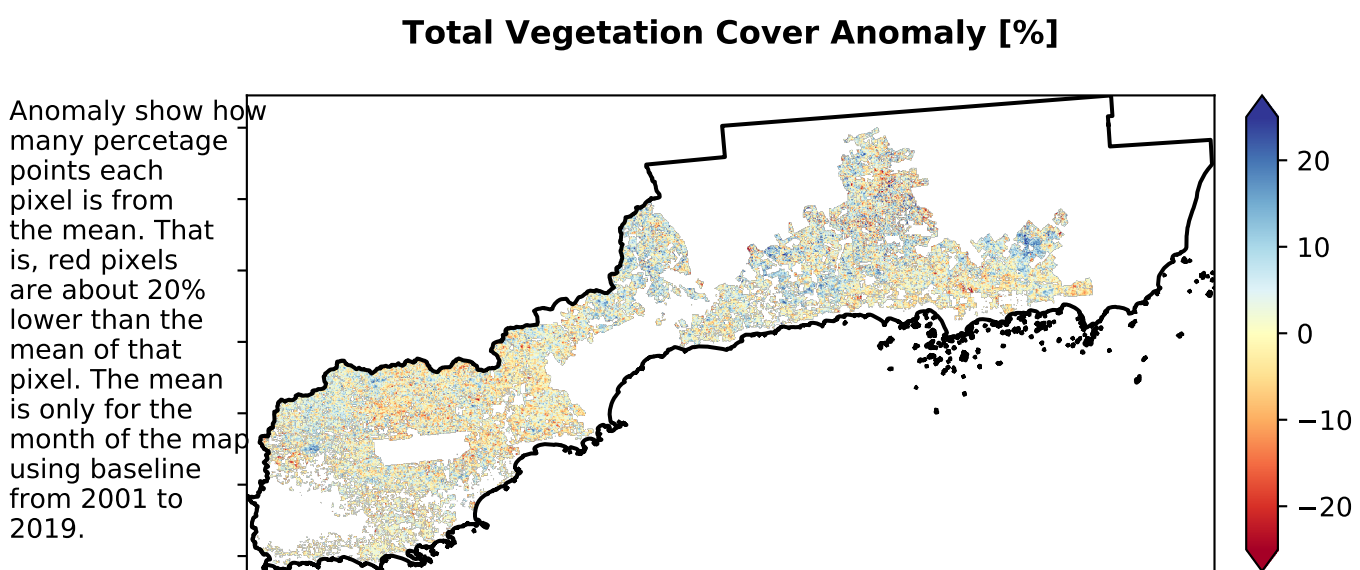 Total Vegetation Cover Anomaly [%]
Anomaly show how
many percetage
points each
pixel is from
the mean. That
is, red pixels
are about 20%
lower than the
mean of that
pixel. The mean
is only for the
month of the map
using baseline
from 2001 to
2019.
20
10
0
−10
−20